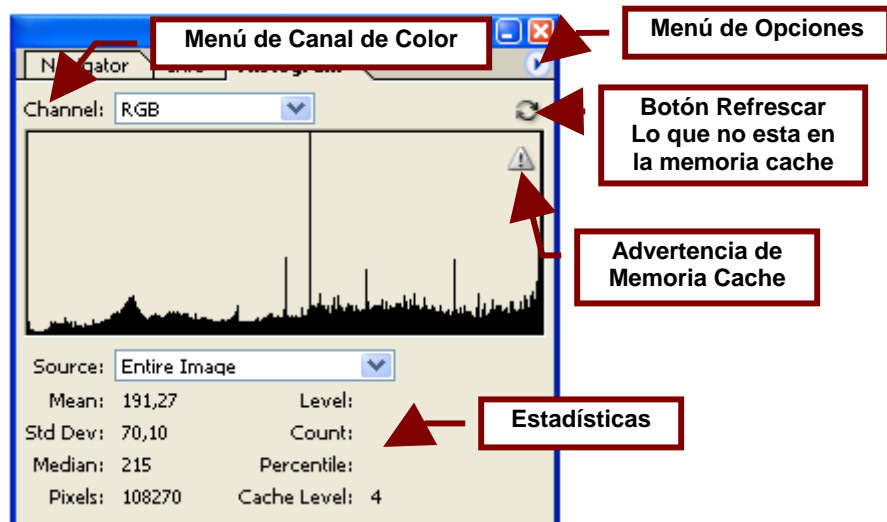 Menú de Canal de Color
Menú de Opciones
Channel: RGB
Botón Refrescar
Lo que no esta en
la memoria cache
Advertencia de
Memoria Cache
Source: Entire Image
Mean: 191,27 Level:
Std Dev: 70,10 Count:
Median: 215 Percentile:
Pixels: 108270 Cache Level: 4
Estadísticas